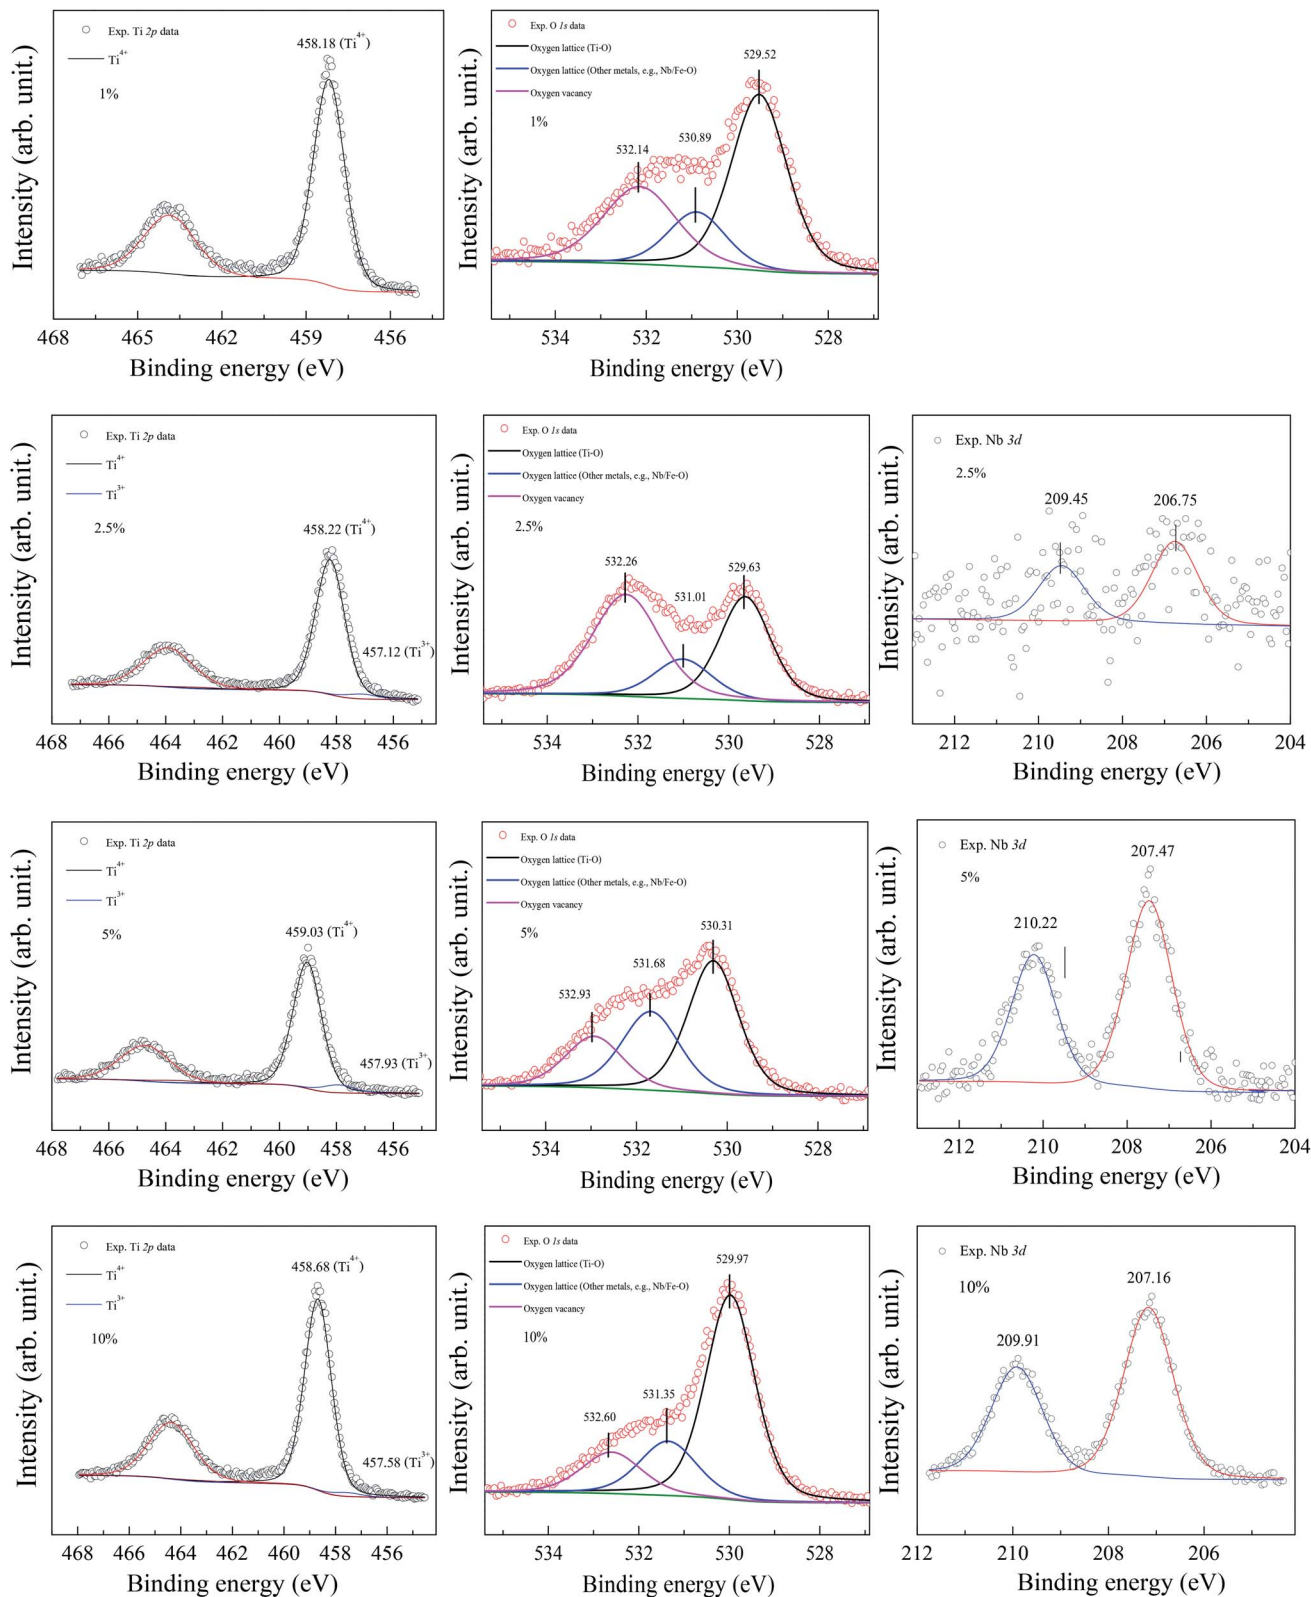 Exp. Ti 2p data
Ti4+
1%
458.18 (Ti4+)
Intensity (arb. unit.)
468 465 462 459 456
Binding energy (eV)
Exp. O 1s data
Oxygen lattice (Ti-O)
Oxygen lattice (Other metals, e.g., Nb/Fe-O)
Oxygen vacancy
1%
532.14
530.89
529.52
Intensity (arb. unit.)
534 532 530 528
Binding energy (eV)
Exp. Ti 2p data
Ti4+
Ti3+
2.5%
458.22 (Ti4+)
457.12 (Ti3+)
Intensity (arb. unit.)
468 466 464 462 460 458 456
Binding energy (eV)
Exp. O 1s data
Oxygen lattice (Ti-O)
Oxygen lattice (Other metals, e.g., Nb/Fe-O)
Oxygen vacancy
2.5%
532.26
531.01
529.63
Intensity (arb. unit.)
534 532 530 528
Binding energy (eV)
Exp. Nb 3d
2.5%
209.45
206.75
Intensity (arb. unit.)
212 210 208 206 204
Binding energy (eV)
Exp. Ti 2p data
Ti4+
Ti3+
5%
459.03 (Ti4+)
457.93 (Ti3+)
Intensity (arb. unit.)
468 466 464 462 460 458 456
Binding energy (eV)
Exp. O 1s data
Oxygen lattice (Ti-O)
Oxygen lattice (Other metals, e.g., Nb/Fe-O)
Oxygen vacancy
5%
532.93
531.68
530.31
Intensity (arb. unit.)
534 532 530 528
Binding energy (eV)
Exp. Nb 3d
5%
210.22
207.47
Intensity (arb. unit.)
212 210 208 206 204
Binding energy (eV)
Exp. Ti 2p data
Ti4+
Ti3+
10%
458.68 (Ti4+)
457.58 (Ti3+)
Intensity (arb. unit.)
468 466 464 462 460 458 456
Binding energy (eV)
Exp. O 1s data
Oxygen lattice (Ti-O)
Oxygen lattice (Other metals, e.g., Nb/Fe-O)
Oxygen vacancy
10%
532.60
531.35
529.97
Intensity (arb. unit.)
534 532 530 528
Binding energy (eV)
Exp. Nb 3d
10%
209.91
207.16
Intensity (arb. unit.)
212 210 208 206
Binding energy (eV)